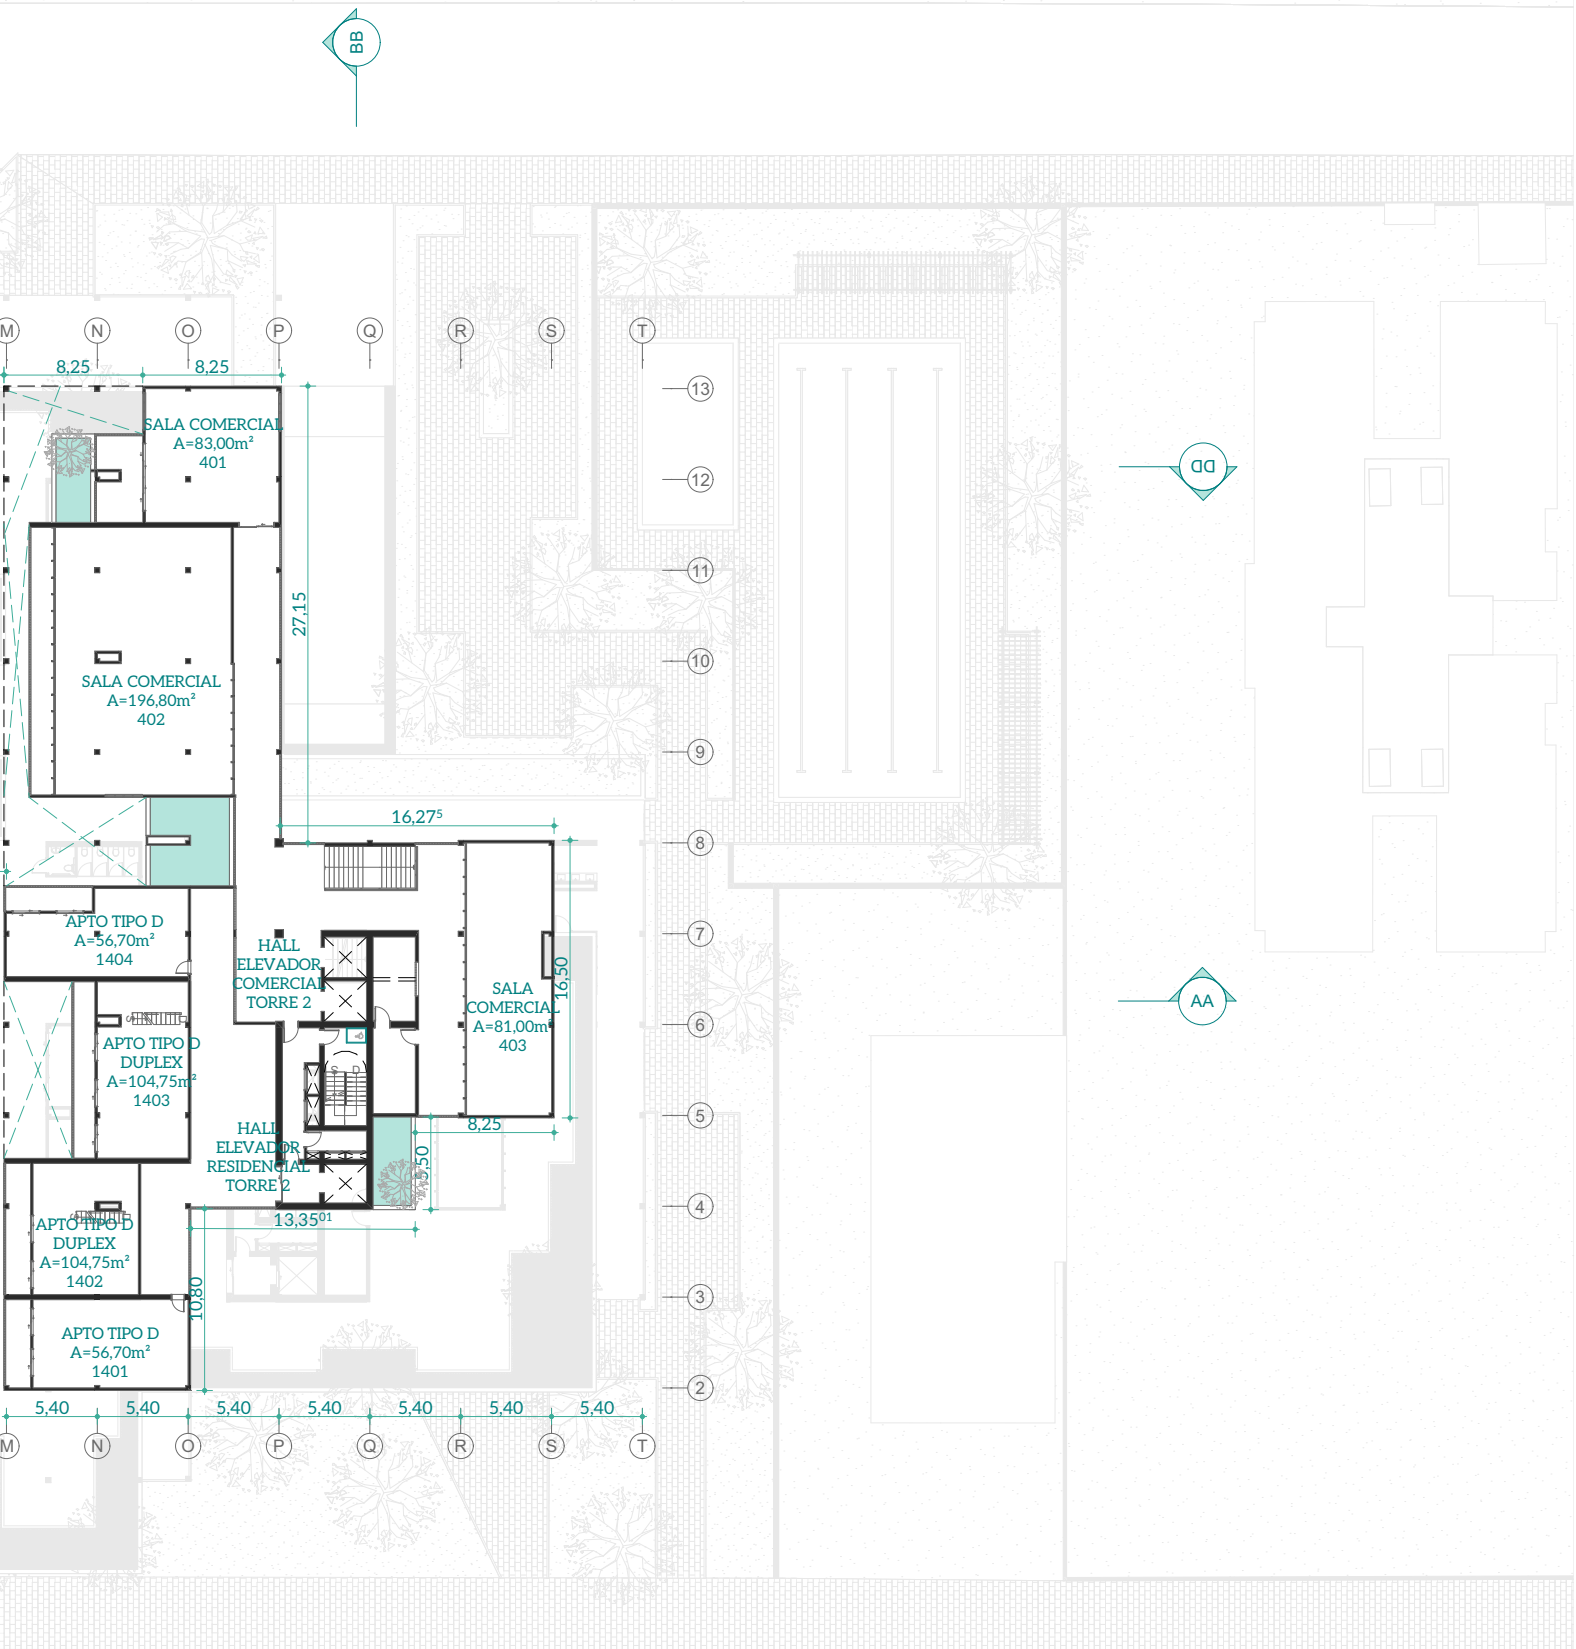 BB
M
N
O
P
Q
R
S
T
8,25
8,25
13
SALA COMERCIAL
A=83,00m²
401
12
DD
11
27,15
10
SALA COMERCIAL
A=196,80m²
402
9
16,27⁵
8
APTO TIPO D
A=56,70m²
1404
7
HALL
ELEVADOR
COMERCIAL
TORRE 2
16,50
SALA
COMERCIAL
A=81,00m²
403
AA
6
APTO TIPO D
DUPLEX
A=104,75m²
1403
S D
5
8,25
HALL
ELEVADOR
RESIDENCIAL
TORRE 2
5,50
4
13,35⁰¹
APTO TIPO D
DUPLEX
A=104,75m²
1402
10,80
3
APTO TIPO D
A=56,70m²
1401
2
5,40
5,40
5,40
5,40
5,40
5,40
5,40
M
N
O
P
Q
R
S
T